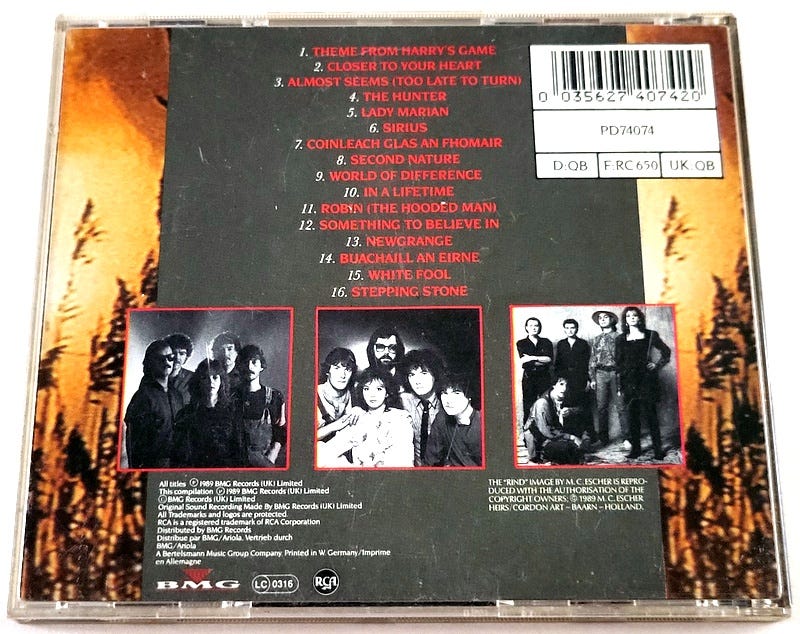 1. THEME FROM HARRY'S GAME
2. CLOSER TO YOUR HEART
3. ALMOST SEEMS (TOO LATE TO TURN)
4. THE HUNTER
5. LADY MARIAN
6. SIRIUS
7. COINLEACH GLAS AN FHOMAIR
8. SECOND NATURE
9. WORLD OF DIFFERENCE
10. IN A LIFETIME
11. ROBIN (THE HOODED MAN)
12. SOMETHING TO BELIEVE IN
13. NEWGRANGE
14. BUACHAILL AN EIRNE
15. WHITE FOOL
16. STEPPING STONE
0 035627 407420
PD74074
D:QB F:RC 650 UK:QB
All titles ℗ 1989 BMG Records (UK) Limited
This compilation ℗ 1989 BMG Records (UK) Limited
© BMG Records (UK) Limited
Original Sound Recording Made By BMG Records (UK) Limited
All Trademarks and logos are protected.
RCA is a registered trademark of RCA Corporation
Distributed by BMG Records
Distribue par BMG/Ariola. Vertrieb durch
BMG/Ariola
A Bertelsmann Music Group Company. Printed in W. Germany/Imprime
en Allemagne
BMG LC 0316 RCA
THE "RIND" IMAGE BY M. C. ESCHER IS REPRO-
DUCED WITH THE AUTHORISATION OF THE
COPYRIGHT OWNERS; © 1989 M. C. ESCHER
HEIRS/CORDON ART – BAARN – HOLLAND.